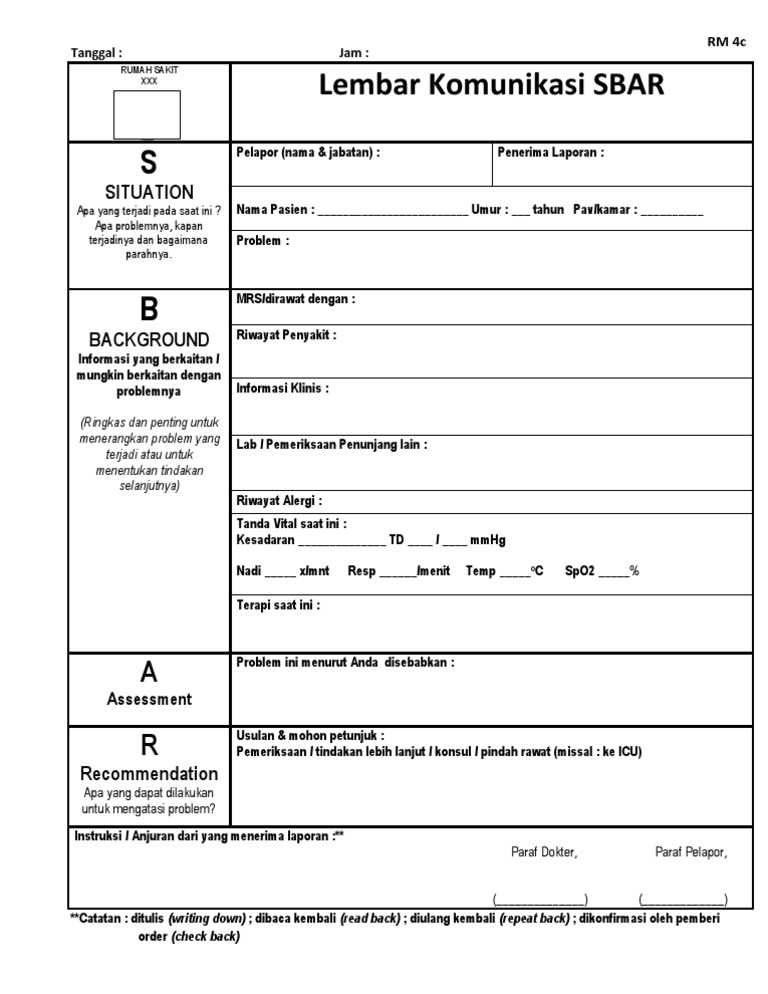 RM 4c
Tanggal : Jam :
RUMAH SAKIT
XXX
Lembar Komunikasi SBAR
S
SITUATION
Apa yang terjadi pada saat ini ?
Apa problemnya, kapan
terjadinya dan bagaimana
parahnya.
Pelapor (nama & jabatan) : Penerima Laporan :
Nama Pasien : ________________________ Umur : ___ tahun Pav/kamar : __________
Problem :
B
BACKGROUND
Informasi yang berkaitan /
mungkin berkaitan dengan
problemnya
(Ringkas dan penting untuk
menerangkan problem yang
terjadi atau untuk
menentukan tindakan
selanjutnya)
MRS/dirawat dengan :
Riwayat Penyakit :
Informasi Klinis :
Lab / Pemeriksaan Penunjang lain :
Riwayat Alergi :
Tanda Vital saat ini :
Kesadaran ______________ TD ____ / ____ mmHg
Nadi _____ x/mnt Resp ______/menit Temp _____°C SpO2 _____%
Terapi saat ini :
A
Assessment
Problem ini menurut Anda disebabkan :
R
Recommendation
Apa yang dapat dilakukan
untuk mengatasi problem?
Usulan & mohon petunjuk :
Pemeriksaan / tindakan lebih lanjut / konsul / pindah rawat (missal : ke ICU)
Instruksi / Anjuran dari yang menerima laporan :**
Paraf Dokter, Paraf Pelapor,
(______________) (_____________)
**Catatan : ditulis (writing down) ; dibaca kembali (read back) ; diulang kembali (repeat back) ; dikonfirmasi oleh pemberi
order (check back)